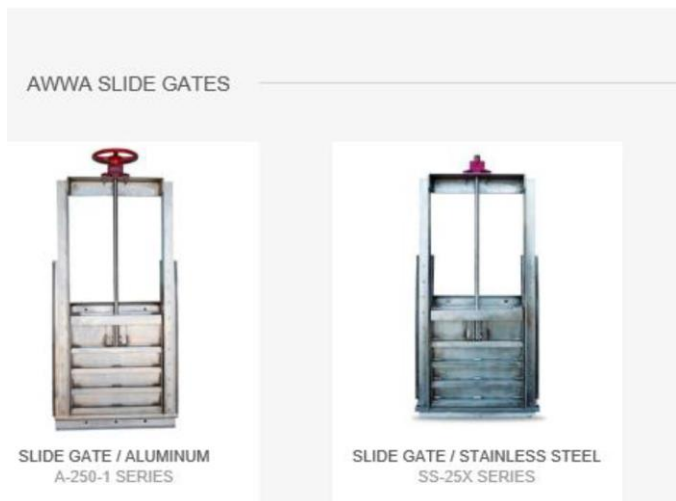 AWWA SLIDE GATES
SLIDE GATE / ALUMINUM
A-250-1 SERIES
SLIDE GATE / STAINLESS STEEL
SS-25X SERIES